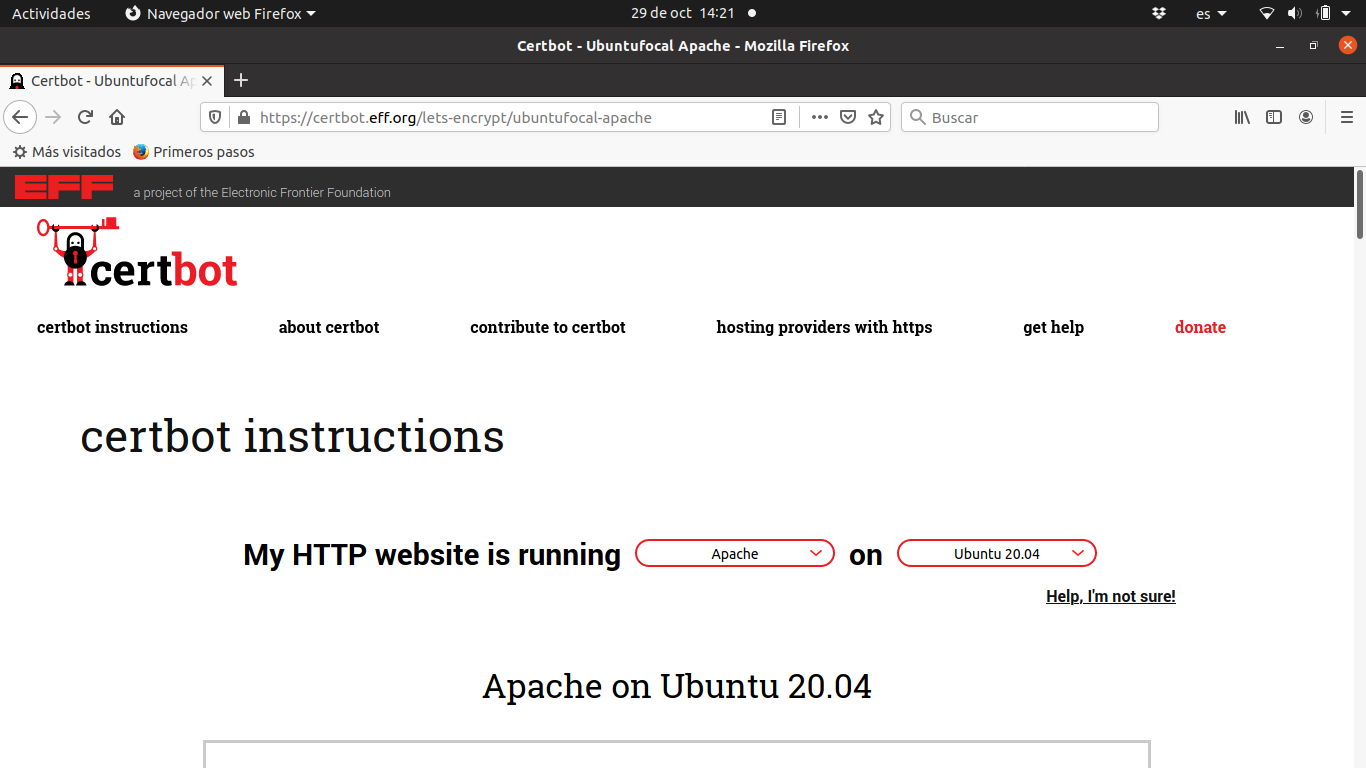 Actividades Navegador web Firefox 29 de oct 14:21 es
Certbot - Ubuntufocal Apache - Mozilla Firefox
Certbot - Ubuntufocal Ap
https://certbot.eff.org/lets-encrypt/ubuntufocal-apache Buscar
Más visitados Primeros pasos
EFF a project of the Electronic Frontier Foundation
certbot
certbot instructions about certbot contribute to certbot hosting providers with https get help donate
certbot instructions
My HTTP website is running Apache on Ubuntu 20.04
Help, I'm not sure!
Apache on Ubuntu 20.04